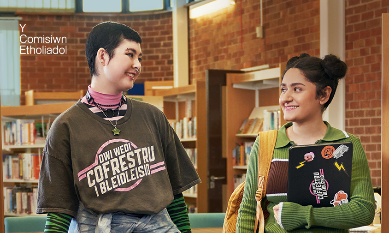 Y
Comisiwn
Etholiadol
DWI WEDI
COFRESTRU
I BLEIDLEISIO